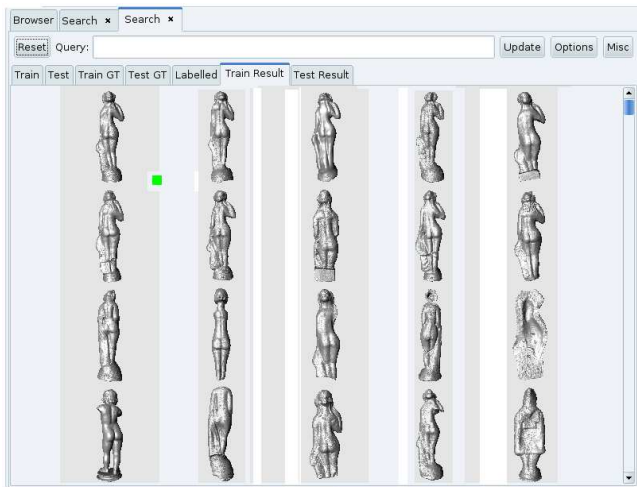 Browser Search × Search ×
Reset Query: Update Options Misc
Train Test Train GT Test GT Labelled Train Result Test Result